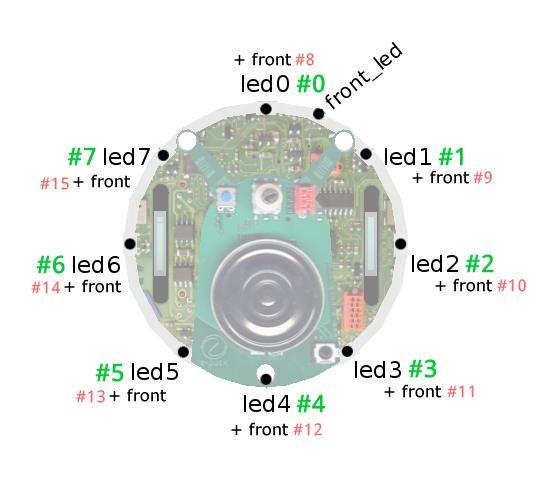 + front #8
led0 #0
front_led
#7 led7
led1 #1
#15 + front
+ front #9
#6 led6
led2 #2
#14 + front
+ front #10
#5 led5
led3 #3
#13 + front
+ front #11
led4 #4
+ front #12